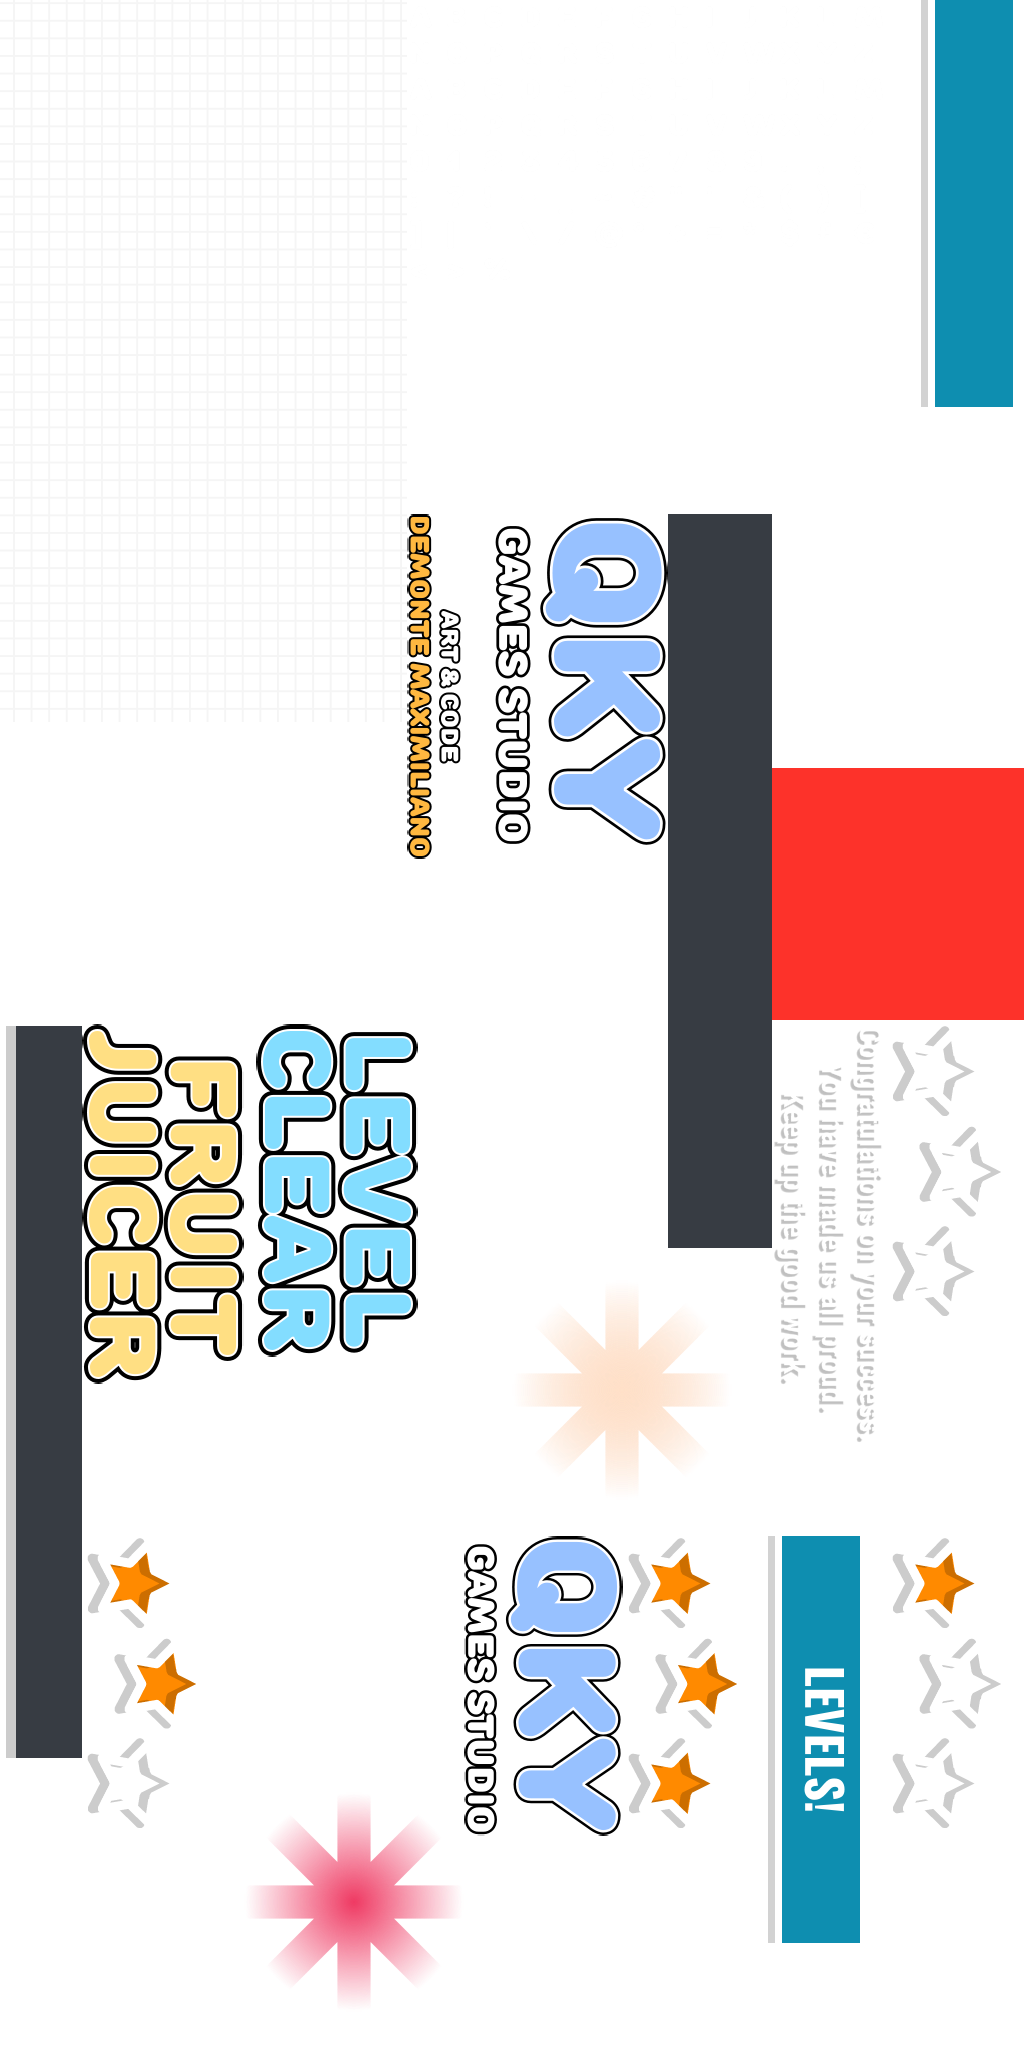 QKY
GAMES STUDIO
ART & CODE
DEMONTE MAXIMILIANO
Congratulations on your success.
You have made us all proud.
Keep up the good work.
LEVEL
CLEAR
FRUIT
JUICER
LEVELS!
QKY
GAMES STUDIO